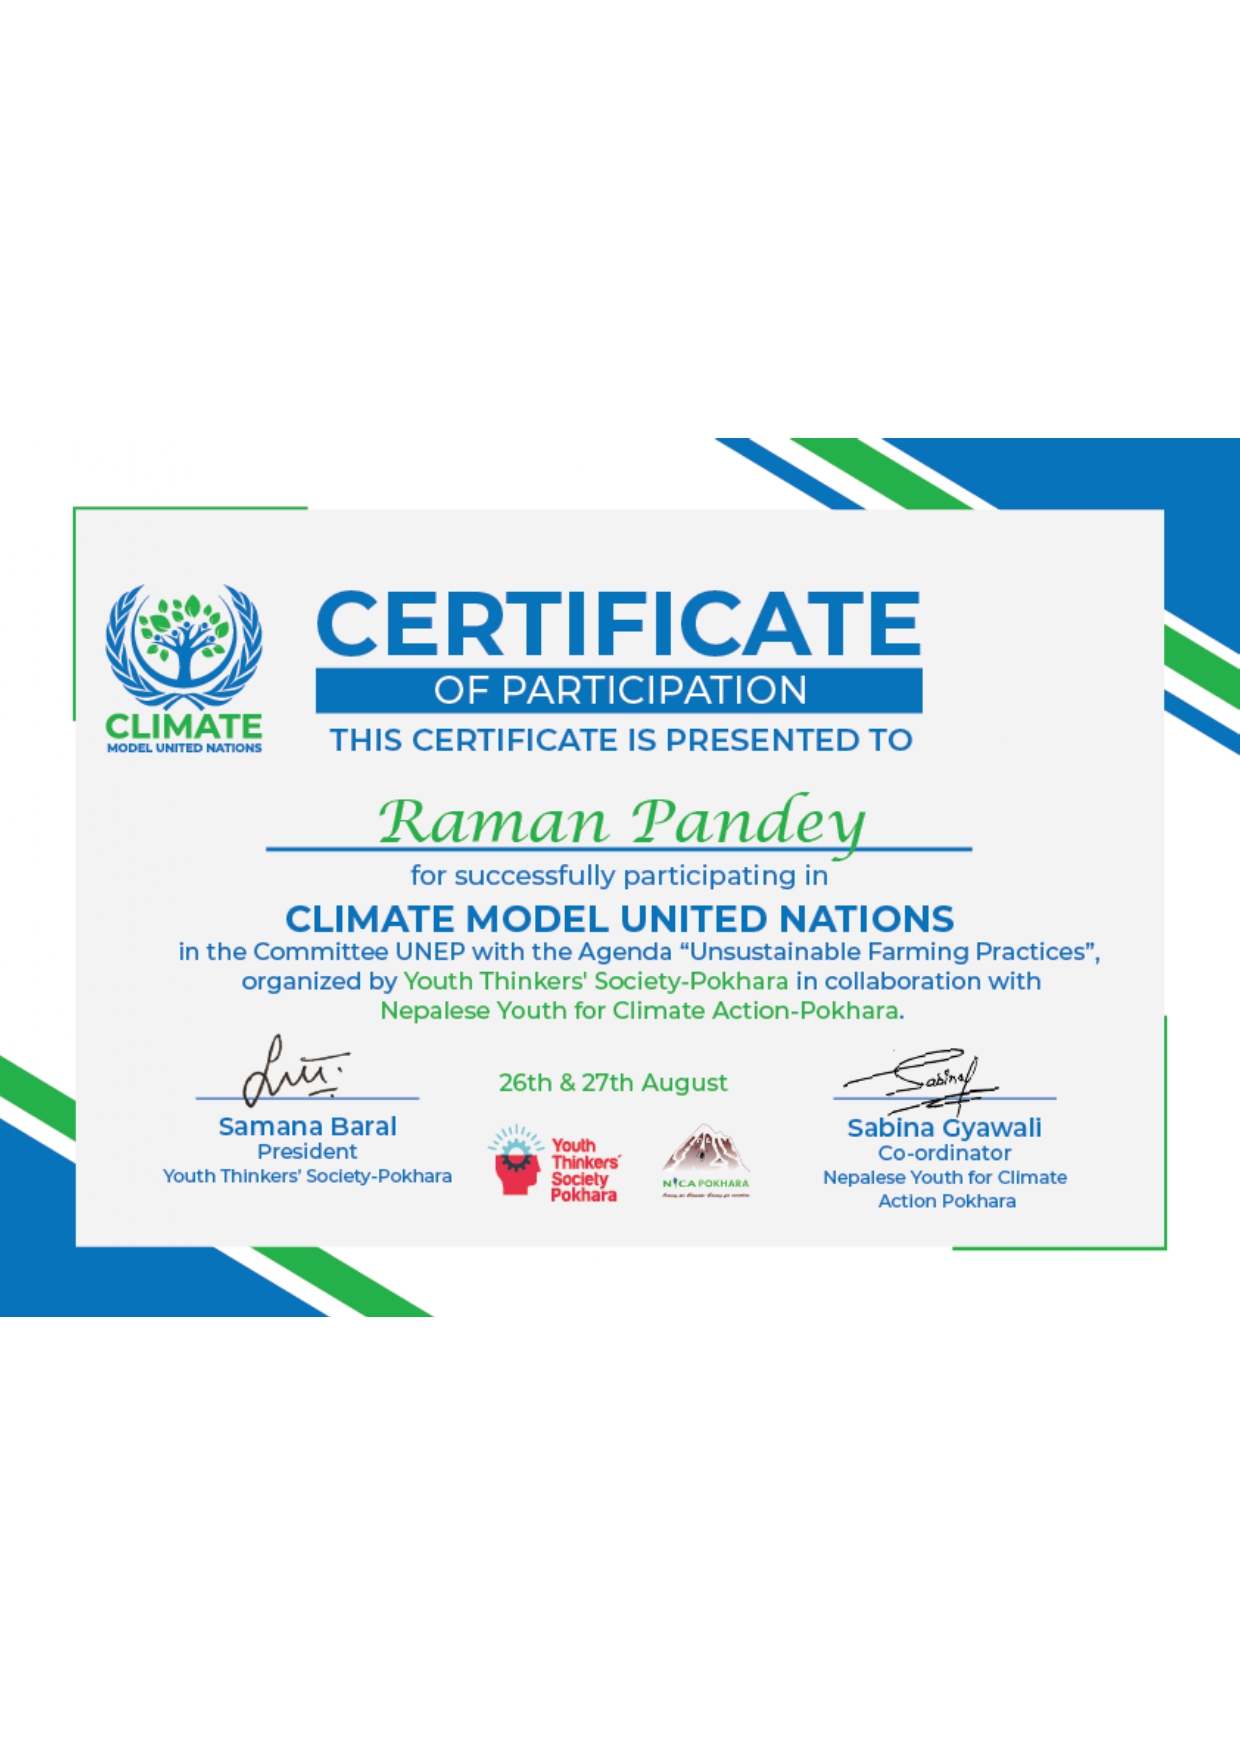 CERTIFICATE
OF PARTICIPATION
CLIMATE
MODEL UNITED NATIONS
THIS CERTIFICATE IS PRESENTED TO
Raman Pandey
for successfully participating in
CLIMATE MODEL UNITED NATIONS
in the Committee UNEP with the Agenda “Unsustainable Farming Practices”,
organized by Youth Thinkers' Society-Pokhara in collaboration with
Nepalese Youth for Climate Action-Pokhara.
26th & 27th August
Sabina
Samana Baral
President
Youth Thinkers’ Society-Pokhara
Youth
Thinkers´
Society
Pokhara
NYCA POKHARA
Sabina Gyawali
Co-ordinator
Nepalese Youth for Climate
Action Pokhara